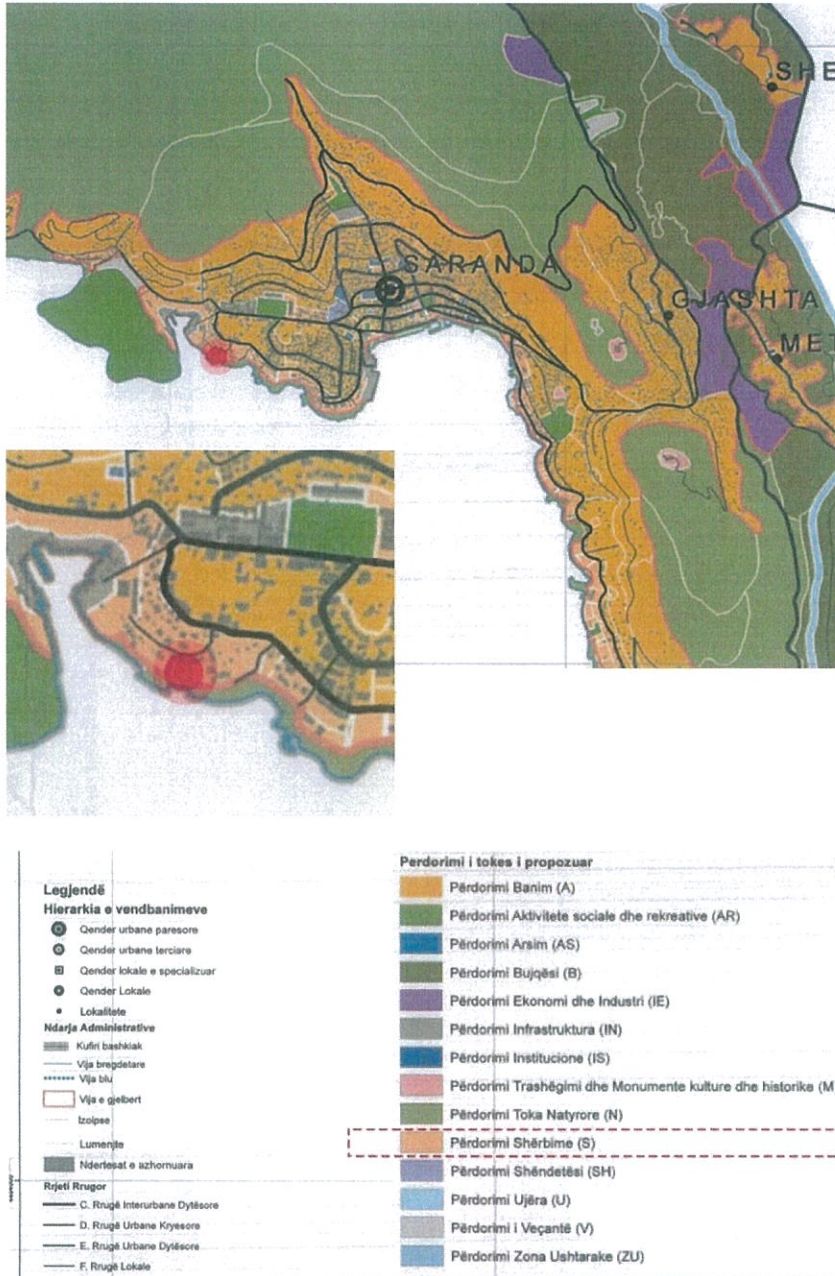 SHE
SARANDA
GJASHTA
MET
Legjendë
Hierarkia e vendbanimeve
Qender urbane paresore
Qender urbane terciare
Qender lokale e specializuar
Qender Lokale
Lokalitete
Ndarja Administrative
Kufiri bashkiak
Vija bregdetare
Vija blu
Vija e gjelbert
Izoipse
Lumenjte
Ndertesat e azhornuara
Rrjeti Rrugor
C. Rrugë Interurbane Dytësore
D. Rrugë Urbane Kryesore
E. Rrugë Urbane Dytësore
F. Rrugë Lokale
Perdorimi i tokes i propozuar
Përdorimi Banim (A)
Përdorimi Aktivitete sociale dhe rekreative (AR)
Përdorimi Arsim (AS)
Përdorimi Bujqësi (B)
Përdorimi Ekonomi dhe Industri (IE)
Përdorimi Infrastruktura (IN)
Përdorimi Institucione (IS)
Përdorimi Trashëgimi dhe Monumente kulture dhe historike (M
Përdorimi Toka Natyrore (N)
Përdorimi Shërbime (S)
Përdorimi Shëndetësi (SH)
Përdorimi Ujëra (U)
Përdorimi i Veçantë (V)
Përdorimi Zona Ushtarake (ZU)